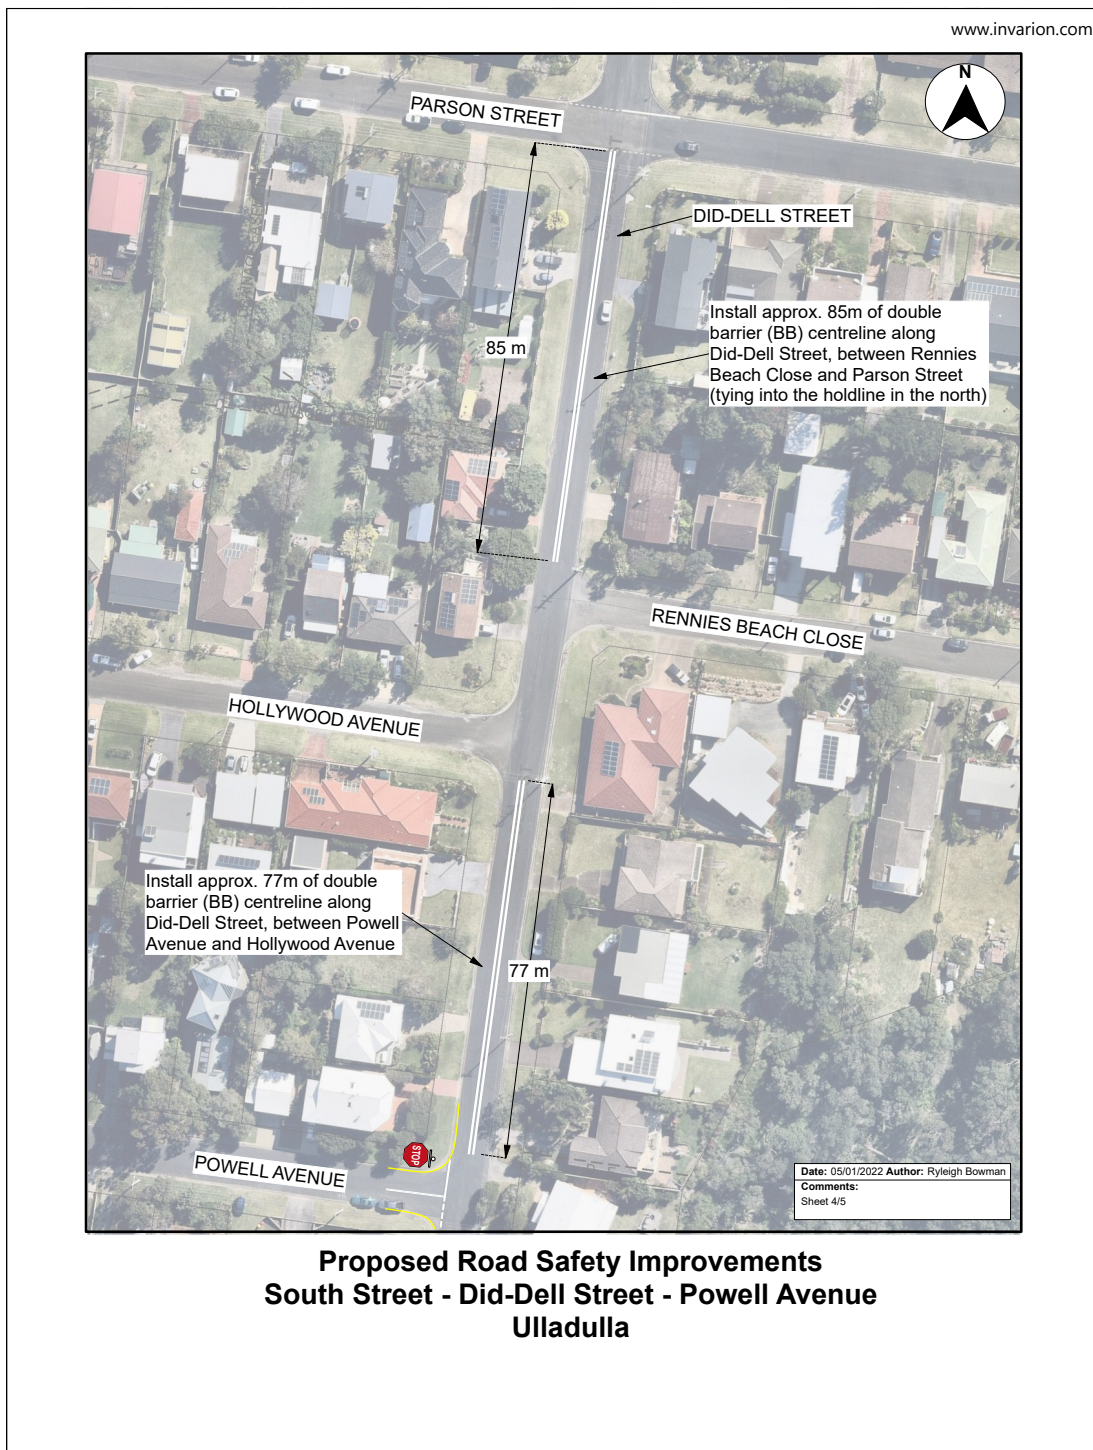 www.invarion.com
N
PARSON STREET
DID-DELL STREET
Install approx. 85m of double
barrier (BB) centreline along
Did-Dell Street, between Rennies
Beach Close and Parson Street
(tying into the holdline in the north)
85 m
RENNIES BEACH CLOSE
HOLLYWOOD AVENUE
Install approx. 77m of double
barrier (BB) centreline along
Did-Dell Street, between Powell
Avenue and Hollywood Avenue
77 m
STOP
POWELL AVENUE
Date: 05/01/2022 Author: Ryleigh Bowman
Comments:
Sheet 4/5
Proposed Road Safety Improvements
South Street - Did-Dell Street - Powell Avenue
Ulladulla